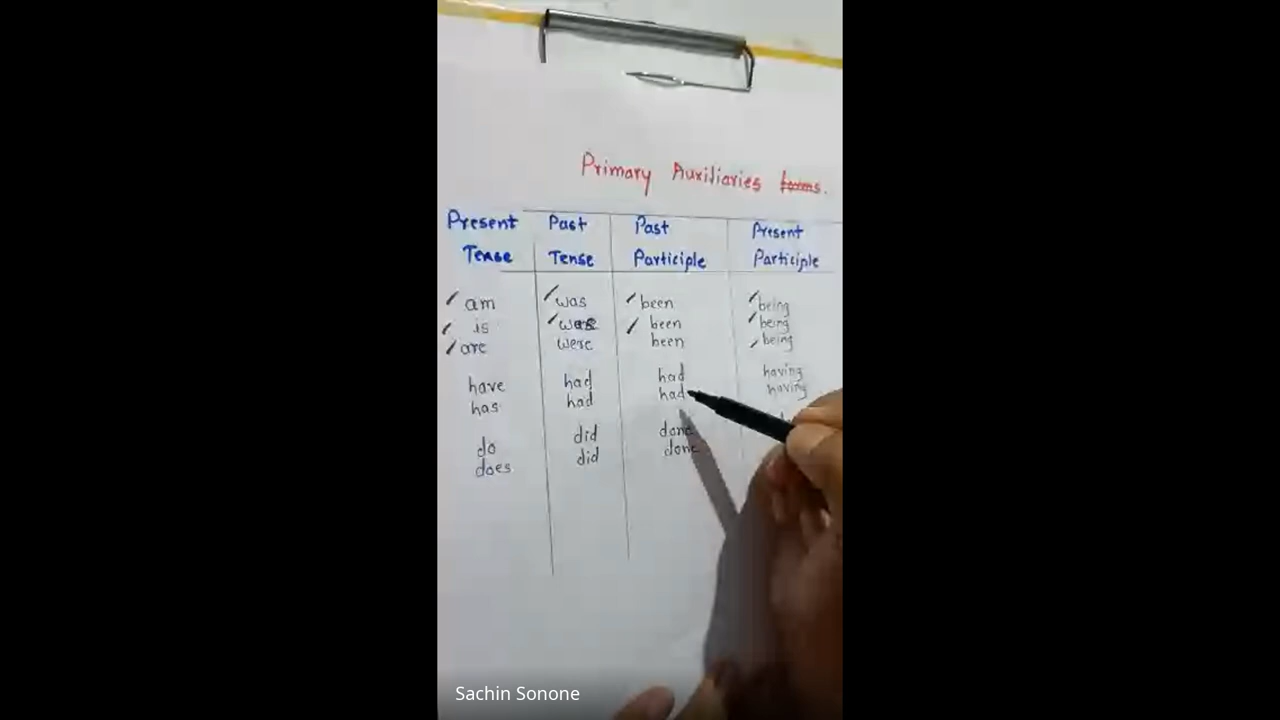 Primary Auxiliaries forms.
Present Tense | Past Tense | Past Participle | Present Participle
am | was | been | being
is | was | been | being
are | were | been | being
have | had | had | having
has | had | had | having
do | did | done
does | did | done
Sachin Sonone